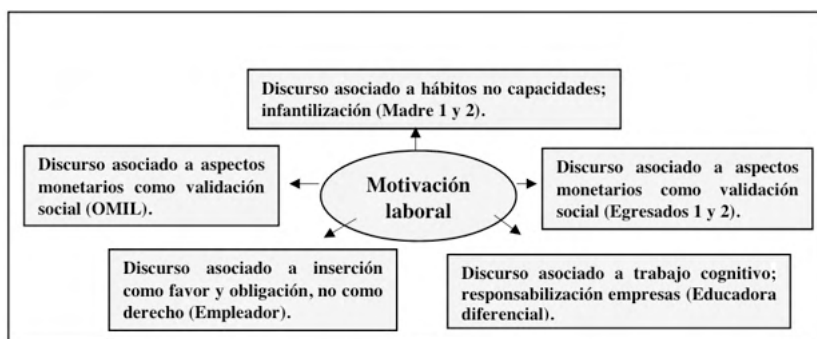 Discurso asociado a hábitos no capacidades;
infantilización (Madre 1 y 2).
Discurso asociado a aspectos
monetarios como validación
social (OMIL).
Motivación
laboral
Discurso asociado a aspectos
monetarios como validación
social (Egresados 1 y 2).
Discurso asociado a inserción
como favor y obligación, no como
derecho (Empleador).
Discurso asociado a trabajo cognitivo;
responsabilización empresas (Educadora
diferencial).